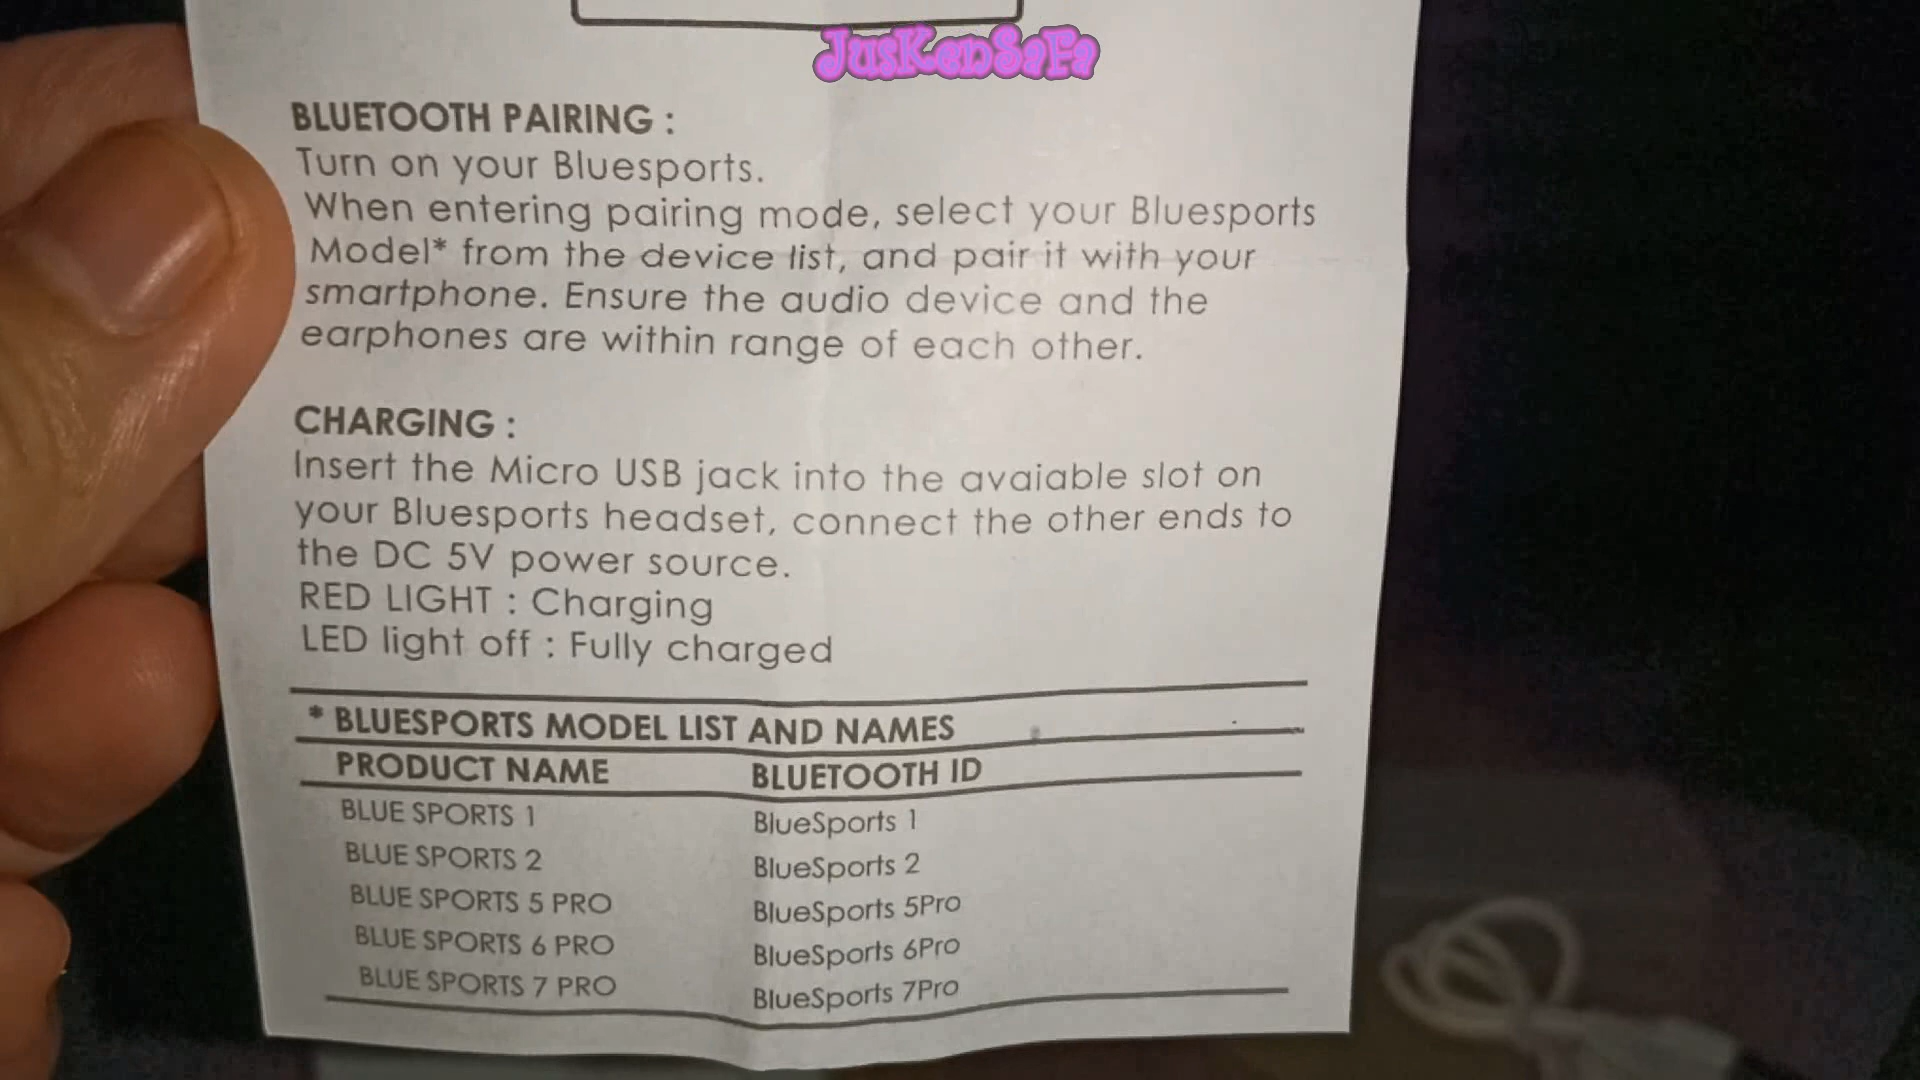 JusKenSaFa
BLUETOOTH PAIRING :
Turn on your Bluesports.
When entering pairing mode, select your Bluesports
Model* from the device list, and pair it with your
smartphone. Ensure the audio device and the
earphones are within range of each other.
CHARGING :
Insert the Micro USB jack into the avaiable slot on
your Bluesports headset, connect the other ends to
the DC 5V power source.
RED LIGHT : Charging
LED light off : Fully charged
* BLUESPORTS MODEL LIST AND NAMES
PRODUCT NAME BLUETOOTH ID
BLUE SPORTS 1 BlueSports 1
BLUE SPORTS 2 BlueSports 2
BLUE SPORTS 5 PRO BlueSports 5Pro
BLUE SPORTS 6 PRO BlueSports 6Pro
BLUE SPORTS 7 PRO BlueSports 7Pro